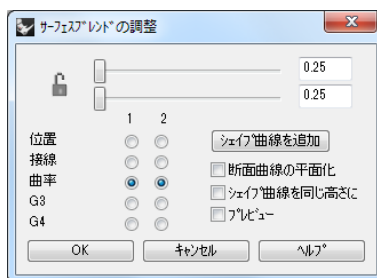 ｻｰﾌｪｽﾌﾞﾚﾝﾄﾞの調整
0.25
0.25
1 2
位置
接線
曲率
G3
G4
ｼｪｲﾌﾟ曲線を追加
断面曲線の平面化
ｼｪｲﾌﾟ曲線を同じ高さに
ﾌﾟﾚﾋﾞｭｰ
OK ｷｬﾝｾﾙ ﾍﾙﾌﾟ